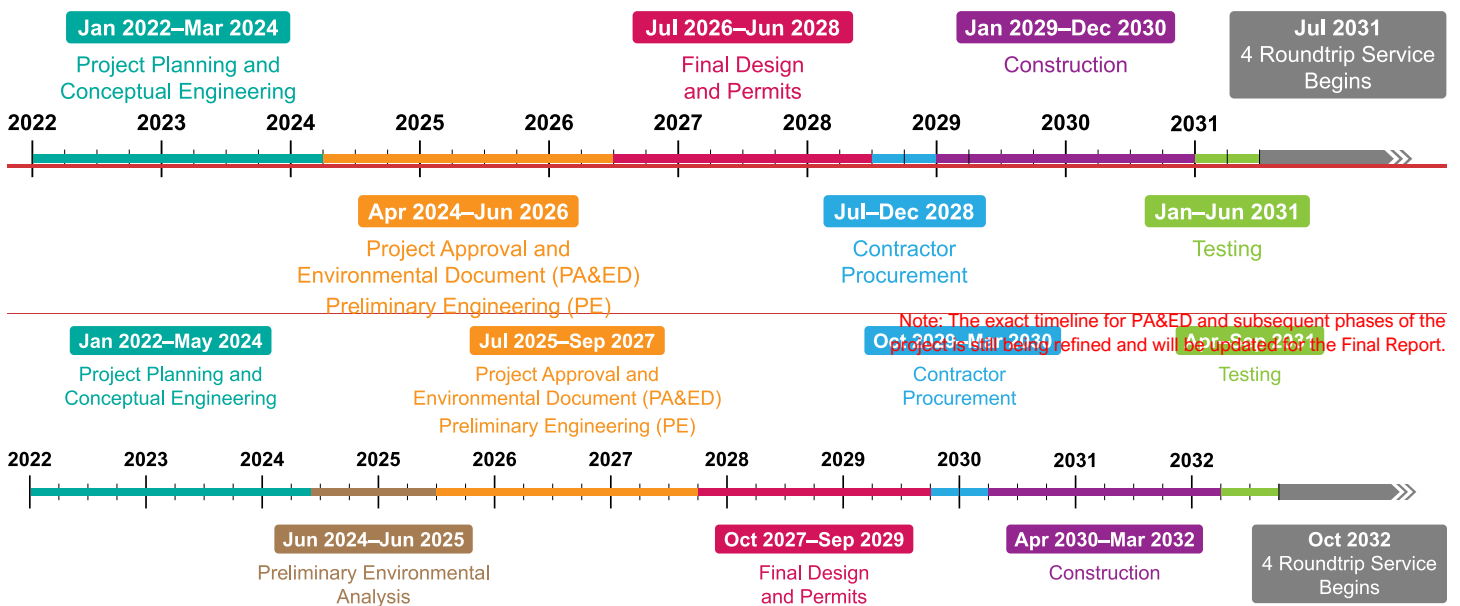 Jan 2022–Mar 2024
Project Planning and
Conceptual Engineering
Jul 2026–Jun 2028
Final Design
and Permits
Jan 2029–Dec 2030
Construction
Jul 2031
4 Roundtrip Service
Begins
2022 2023 2024 2025 2026 2027 2028 2029 2030 2031
Apr 2024–Jun 2026
Project Approval and
Environmental Document (PA&ED)
Preliminary Engineering (PE)
Jul–Dec 2028
Contractor
Procurement
Jan–Jun 2031
Testing
Note: The exact timeline for PA&ED and subsequent phases of the
project is still being refined and will be updated for the Final Report.
Jan 2022–May 2024
Project Planning and
Conceptual Engineering
Jul 2025–Sep 2027
Project Approval and
Environmental Document (PA&ED)
Preliminary Engineering (PE)
Oct 2029–Mar 2030
Contractor
Procurement
Apr–Sep
Testing
2022 2023 2024 2025 2026 2027 2028 2029 2030 2031 2032
Jun 2024–Jun 2025
Preliminary Environmental
Analysis
Oct 2027–Sep 2029
Final Design
and Permits
Apr 2030–Mar 2032
Construction
Oct 2032
4 Roundtrip Service
Begins